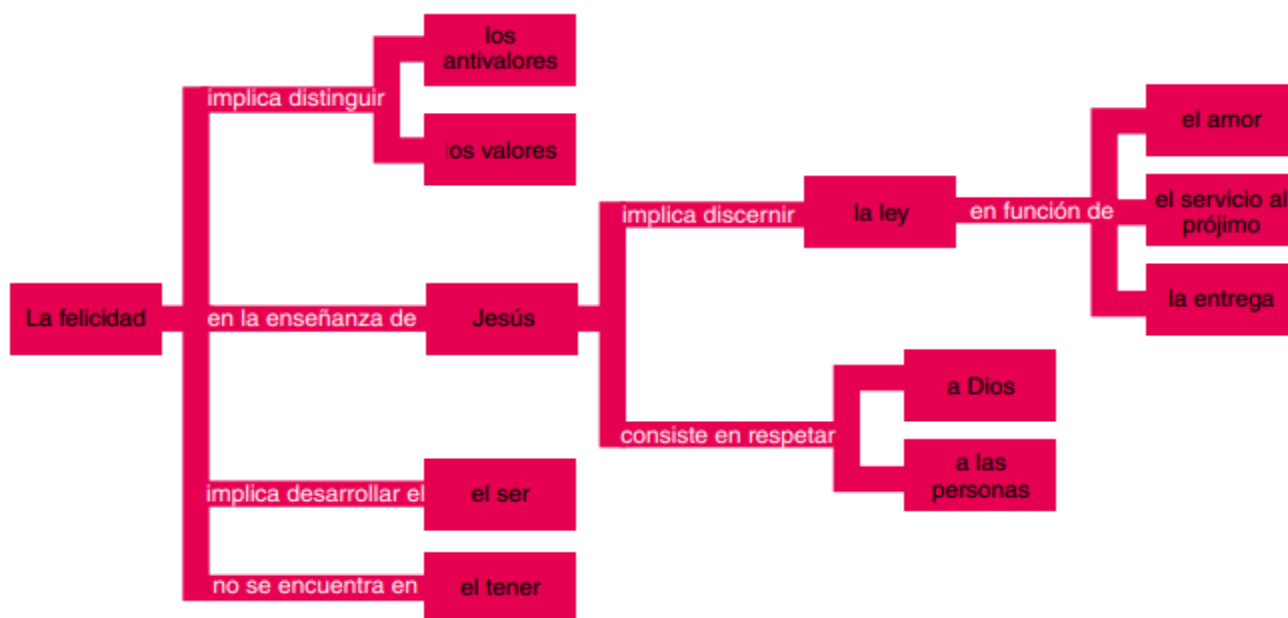 La felicidad
implica distinguir
los
antivalores
los valores
en la enseñanza de
Jesús
implica discernir
la ley
en función de
el amor
el servicio al
prójimo
la entrega
consiste en respetar
a Dios
a las
personas
implica desarrollar el
el ser
no se encuentra en
el tener